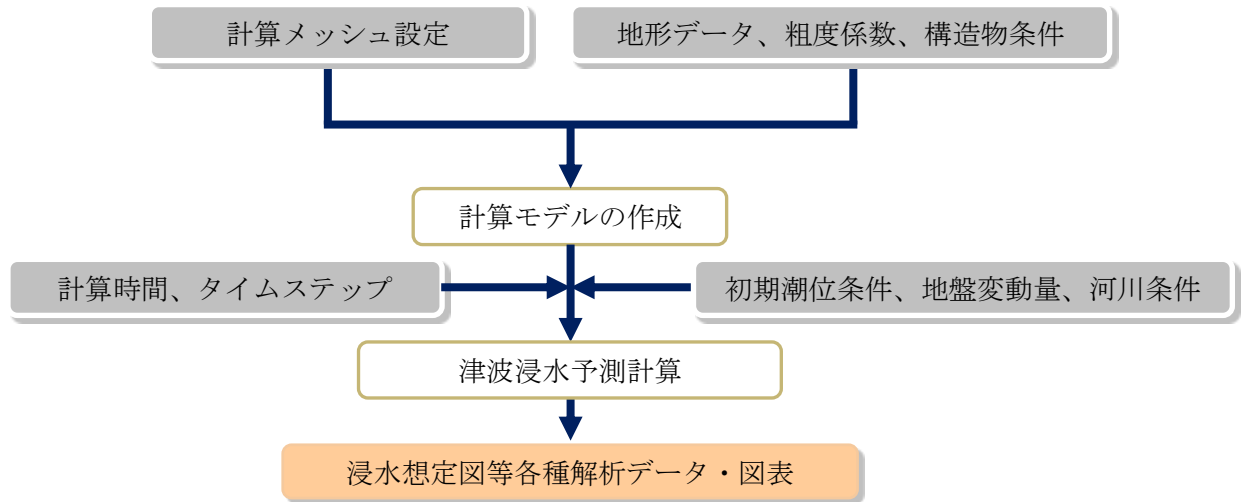 計算メッシュ設定
地形データ、粗度係数、構造物条件
計算モデルの作成
計算時間、タイムステップ
初期潮位条件、地盤変動量、河川条件
津波浸水予測計算
浸水想定図等各種解析データ・図表